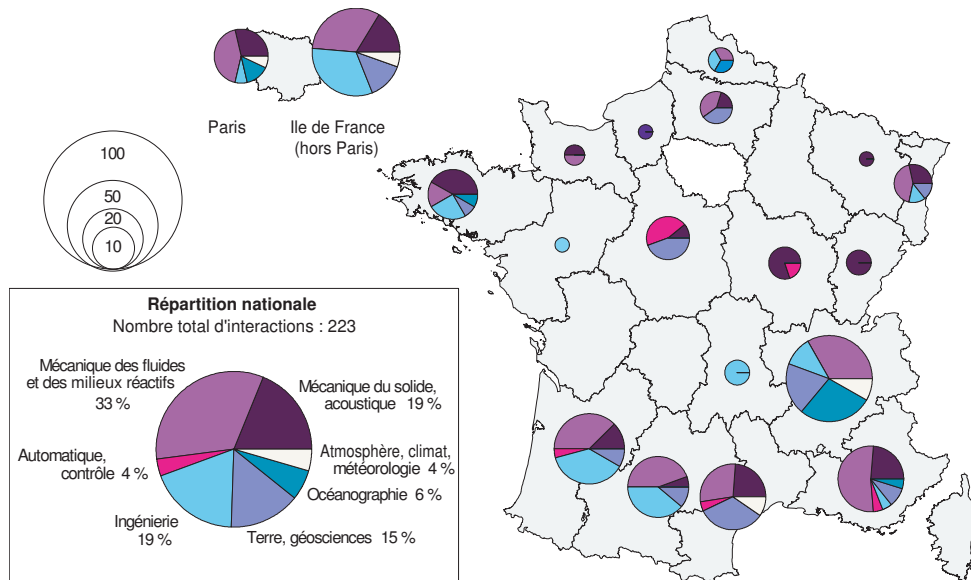 Paris
Ile de France
(hors Paris)
100
50
20
10
Répartition nationale
Nombre total d'interactions : 223
Mécanique des fluides
et des milieux réactifs
33 %
Mécanique du solide,
acoustique 19 %
Automatique,
contrôle 4 %
Atmosphère, climat,
météorologie 4 %
Océanographie 6 %
Ingénierie
19 %
Terre, géosciences 15 %